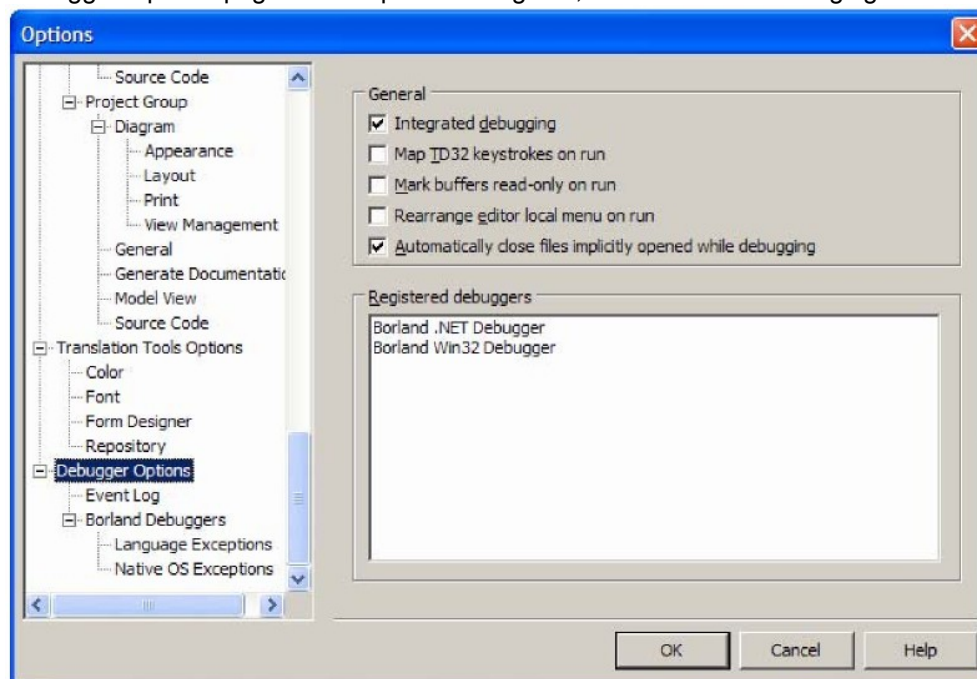 Options
Source Code
Project Group
Diagram
Appearance
Layout
Print
View Management
General
Generate Documentatic
Model View
Source Code
Translation Tools Options
Color
Font
Form Designer
Repository
Debugger Options
Event Log
Borland Debuggers
Language Exceptions
Native OS Exceptions
General
Integrated debugging
Map TD32 keystrokes on run
Mark buffers read-only on run
Rearrange editor local menu on run
Automatically close files implicitly opened while debugging
Registered debuggers
Borland .NET Debugger
Borland Win32 Debugger
OK
Cancel
Help